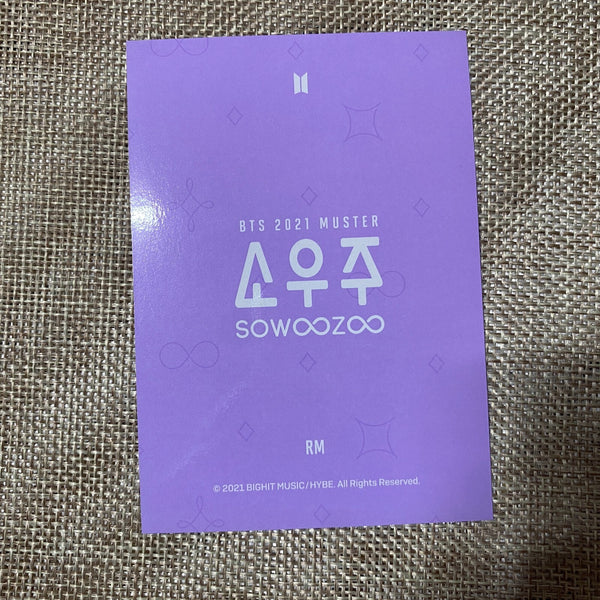 BTS 2021 MUSTER
소우주
SOWOOZOO
RM
© 2021 BIGHIT MUSIC/HYBE. All Rights Reserved.